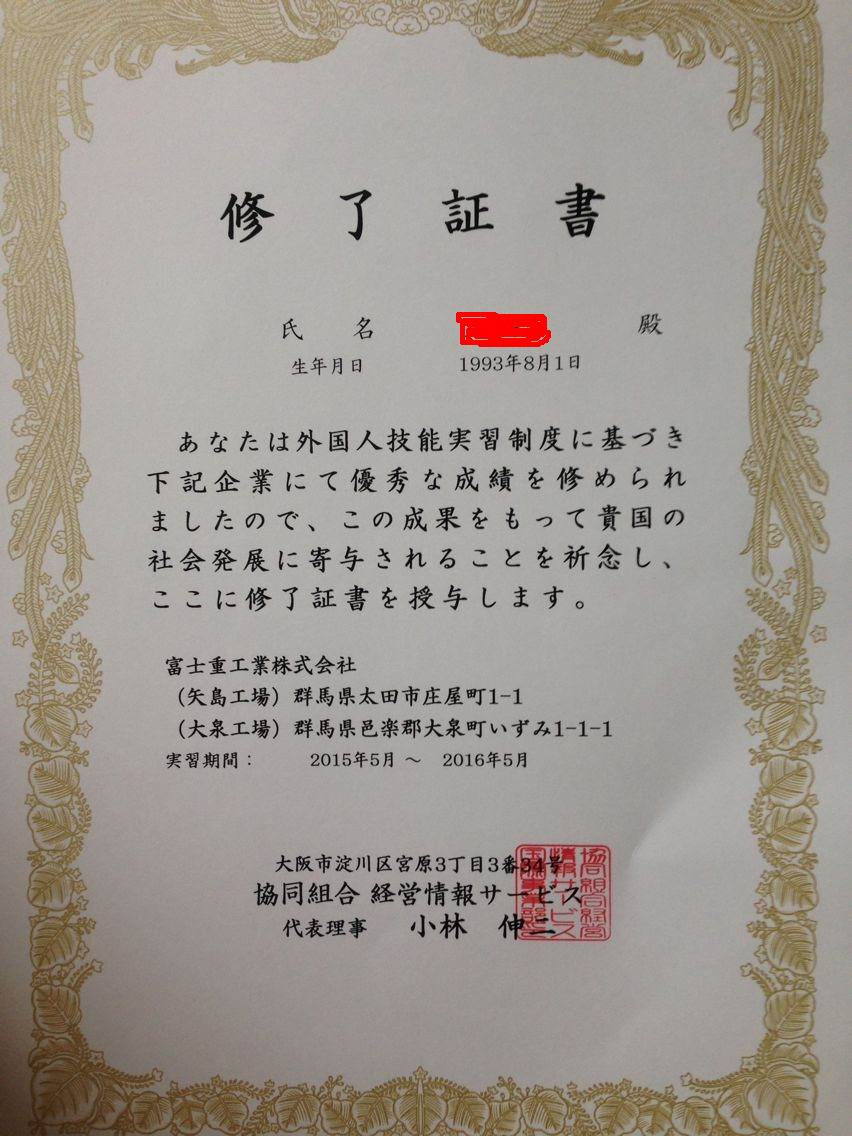 修了証書
氏名 殿
生年月日 1993年8月1日
あなたは外国人技能実習制度に基づき
下記企業にて優秀な成績を修められ
ましたので、この成果をもって貴国の
社会発展に寄与されることを祈念し、
ここに修了証書を授与します。
富士重工業株式会社
（矢島工場）群馬県太田市庄屋町1-1
（大泉工場）群馬県邑楽郡大泉町いずみ1-1-1
実習期間： 2015年5月 ～ 2016年5月
大阪市淀川区宮原3丁目3番34号
協同組合 経営情報サービス
代表理事 小林 伸二